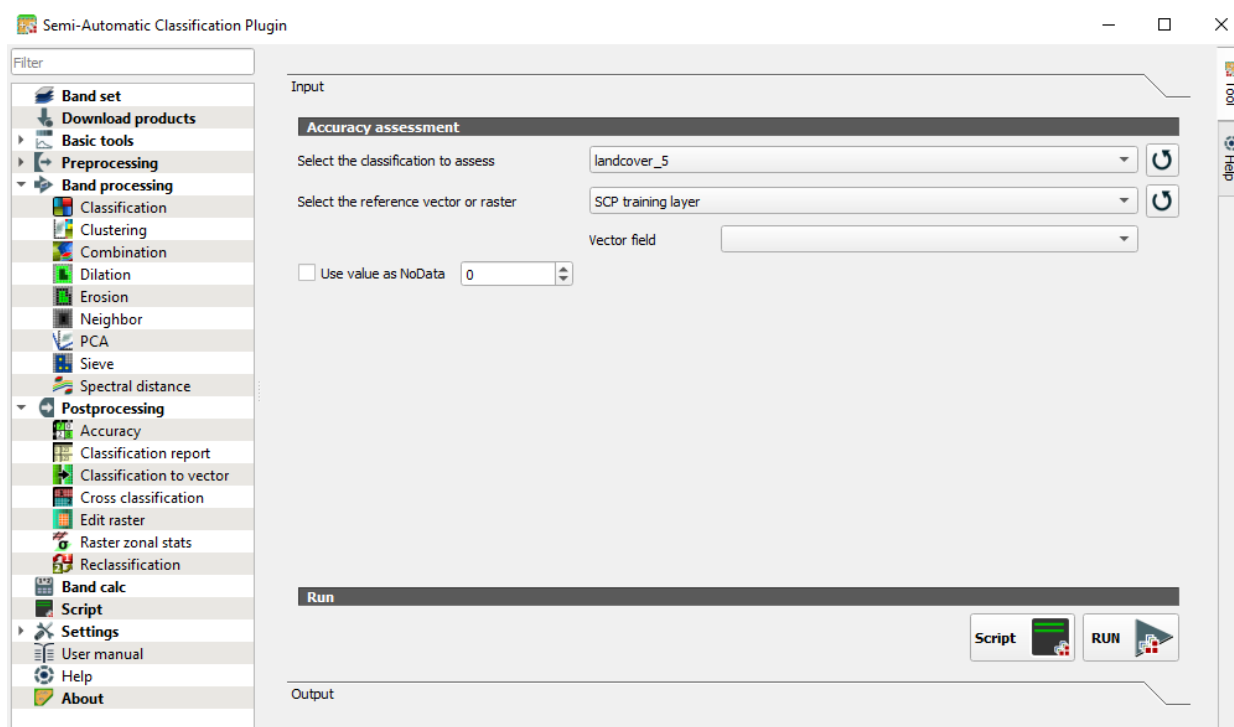 Semi-Automatic Classification Plugin
Filter
Band set
Download products
Basic tools
Preprocessing
Band processing
Classification
Clustering
Combination
Dilation
Erosion
Neighbor
PCA
Sieve
Spectral distance
Postprocessing
Accuracy
Classification report
Classification to vector
Cross classification
Edit raster
Raster zonal stats
Reclassification
Band calc
Script
Settings
User manual
Help
About
Input
Accuracy assessment
Select the classification to assess landcover_5
Select the reference vector or raster SCP training layer
Vector field
Use value as NoData 0
Run
Script RUN
Output
Tool
Help